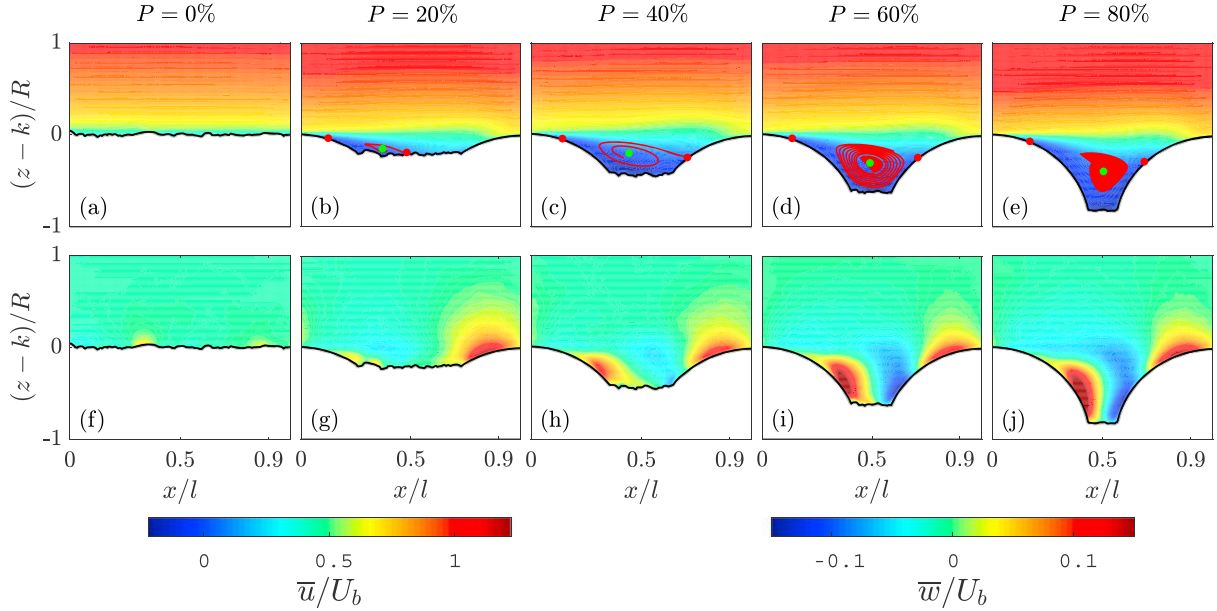 P = 0% P = 20% P = 40% P = 60% P = 80%
1
(z − k)/R
0
-1
(a) (b) (c) (d) (e)
1
(z − k)/R
0
-1
(f) (g) (h) (i) (j)
0 0.5 0.9 0 0.5 0.9 0 0.5 0.9 0 0.5 0.9 0 0.5 0.9
x/l x/l x/l x/l x/l
0 0.5 1 -0.1 0 0.1
u̅/U_b w̅/U_b